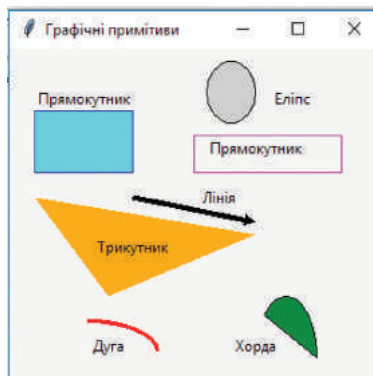 Графічні примітиви
Прямокутник
Еліпс
Прямокутник
Лінія
Трикутник
Дуга
Хорда